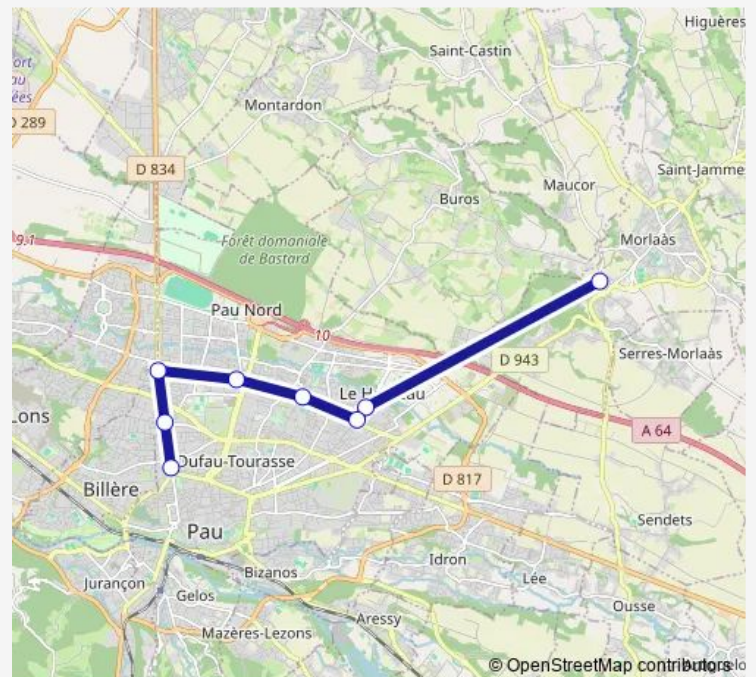 Higuères
Saint-Castin
Montardon
D 289
D 834
Saint-Jamme
Maucor
Buros
Morlaàs
Forêt domaniale
de Bastard
9.1
Pau Nord
10
D 943
Serres-Morlaàs
Lons
A 64
Dufau-Tourasse
D 817
Billère
Sendets
Pau
Idron
Bizanos
Lée
Jurançon
Gelos
Ousse
Aressy
Mazères-Lezons
© OpenStreetMap contributors